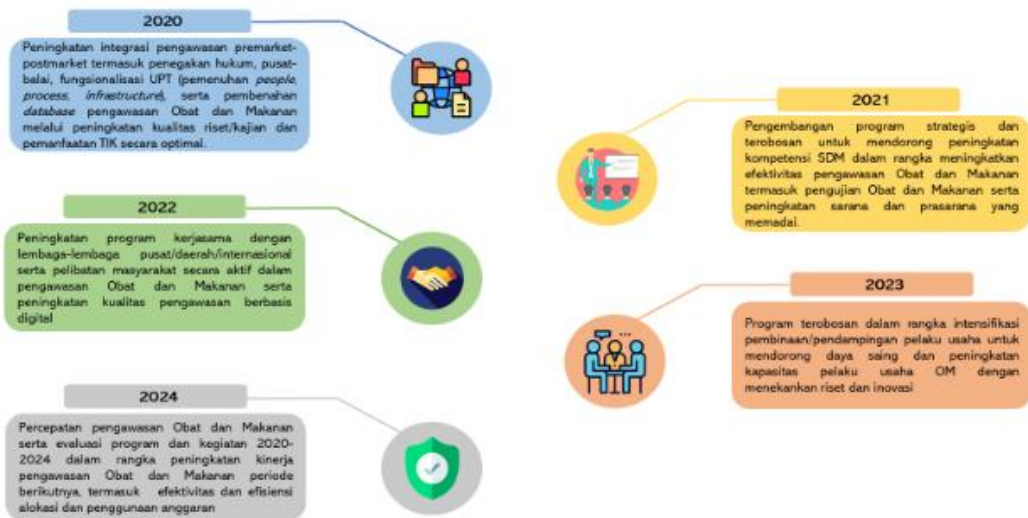 2020
Peningkatan integrasi pengawasan premarket-
postmarket termasuk penegakan hukum, pusat-
balai, fungsionalisasi UPT (pemenuhan people,
process, infrastructure), serta pembenahan
database pengawasan Obat dan Makanan
melalui peningkatan kualitas riset/kajian dan
pemanfaatan TIK secara optimal.
2021
Pengembangan program strategis dan
terobosan untuk mendorong peningkatan
kompetensi SDM dalam rangka meningkatkan
efektivitas pengawasan Obat dan Makanan
termasuk pengujian Obat dan Makanan serta
peningkatan sarana dan prasarana yang
memadai.
2022
Peningkatan program kerjasama dengan
lembaga-lembaga pusat/daerah/internasional
serta pelibatan masyarakat secara aktif dalam
pengawasan Obat dan Makanan serta
peningkatan kualitas pengawasan berbasis
digital
2023
Program terobosan dalam rangka intensifikasi
pembinaan/pendampingan pelaku usaha untuk
mendorong daya saing dan peningkatan
kapasitas pelaku usaha OM dengan
menekankan riset dan inovasi
2024
Percepatan pengawasan Obat dan Makanan
serta evaluasi program dan kegiatan 2020-
2024 dalam rangka peningkatan kinerja
pengawasan Obat dan Makanan periode
berikutnya, termasuk efektivitas dan efisiensi
alokasi dan penggunaan anggaran